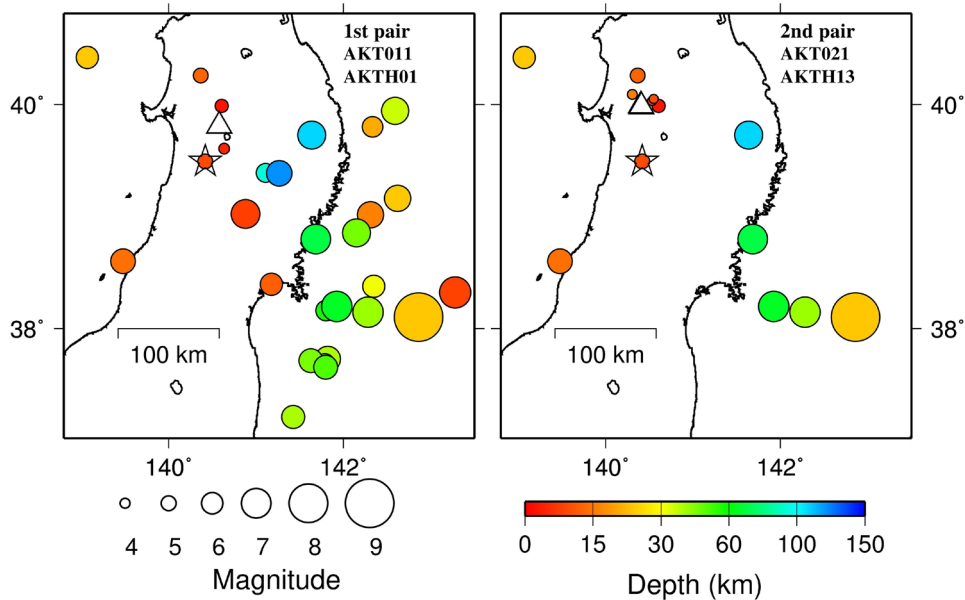 1st pair
AKT011
AKTH01
2nd pair
AKT021
AKTH13
40˚
40˚
38˚
38˚
100 km
100 km
140˚
142˚
140˚
142˚
4 5 6 7 8 9
Magnitude
0 15 30 60 100 150
Depth (km)